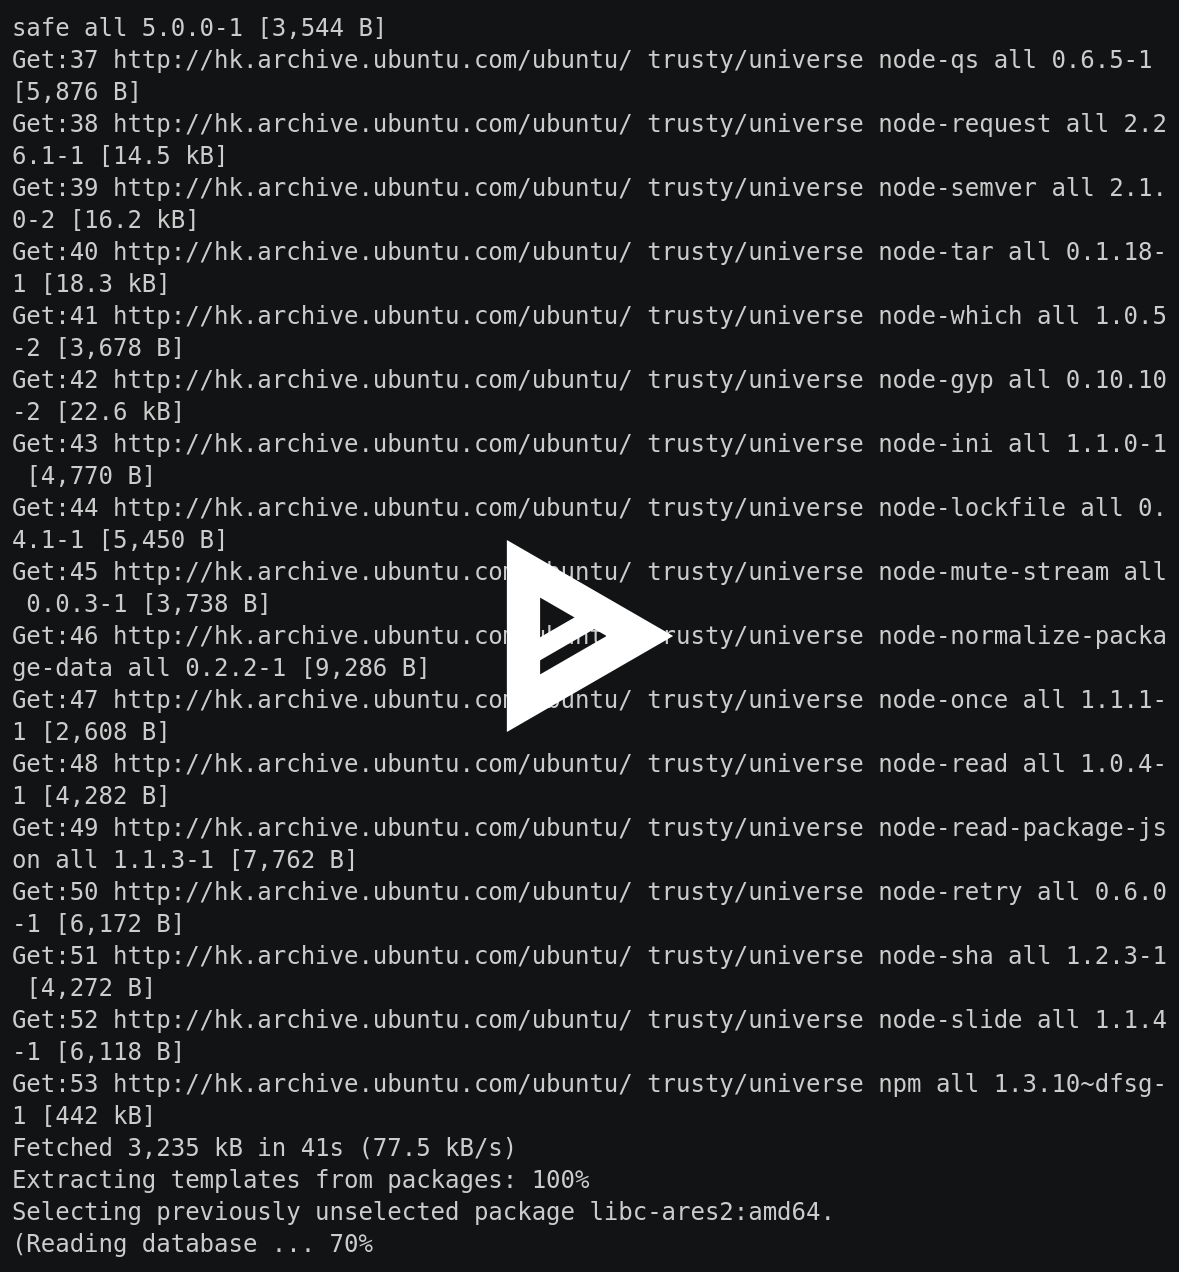 safe all 5.0.0-1 [3,544 B]
Get:37 http://hk.archive.ubuntu.com/ubuntu/ trusty/universe node-qs all 0.6.5-1
[5,876 B]
Get:38 http://hk.archive.ubuntu.com/ubuntu/ trusty/universe node-request all 2.2
6.1-1 [14.5 kB]
Get:39 http://hk.archive.ubuntu.com/ubuntu/ trusty/universe node-semver all 2.1.
0-2 [16.2 kB]
Get:40 http://hk.archive.ubuntu.com/ubuntu/ trusty/universe node-tar all 0.1.18-
1 [18.3 kB]
Get:41 http://hk.archive.ubuntu.com/ubuntu/ trusty/universe node-which all 1.0.5
-2 [3,678 B]
Get:42 http://hk.archive.ubuntu.com/ubuntu/ trusty/universe node-gyp all 0.10.10
-2 [22.6 kB]
Get:43 http://hk.archive.ubuntu.com/ubuntu/ trusty/universe node-ini all 1.1.0-1
 [4,770 B]
Get:44 http://hk.archive.ubuntu.com/ubuntu/ trusty/universe node-lockfile all 0.
4.1-1 [5,450 B]
Get:45 http://hk.archive.ubuntu.com/ubuntu/ trusty/universe node-mute-stream all
 0.0.3-1 [3,738 B]
Get:46 http://hk.archive.ubuntu.com/ubuntu/ trusty/universe node-normalize-packa
ge-data all 0.2.2-1 [9,286 B]
Get:47 http://hk.archive.ubuntu.com/ubuntu/ trusty/universe node-once all 1.1.1-
1 [2,608 B]
Get:48 http://hk.archive.ubuntu.com/ubuntu/ trusty/universe node-read all 1.0.4-
1 [4,282 B]
Get:49 http://hk.archive.ubuntu.com/ubuntu/ trusty/universe node-read-package-js
on all 1.1.3-1 [7,762 B]
Get:50 http://hk.archive.ubuntu.com/ubuntu/ trusty/universe node-retry all 0.6.0
-1 [6,172 B]
Get:51 http://hk.archive.ubuntu.com/ubuntu/ trusty/universe node-sha all 1.2.3-1
 [4,272 B]
Get:52 http://hk.archive.ubuntu.com/ubuntu/ trusty/universe node-slide all 1.1.4
-1 [6,118 B]
Get:53 http://hk.archive.ubuntu.com/ubuntu/ trusty/universe npm all 1.3.10~dfsg-
1 [442 kB]
Fetched 3,235 kB in 41s (77.5 kB/s)
Extracting templates from packages: 100%
Selecting previously unselected package libc-ares2:amd64.
(Reading database ... 70%